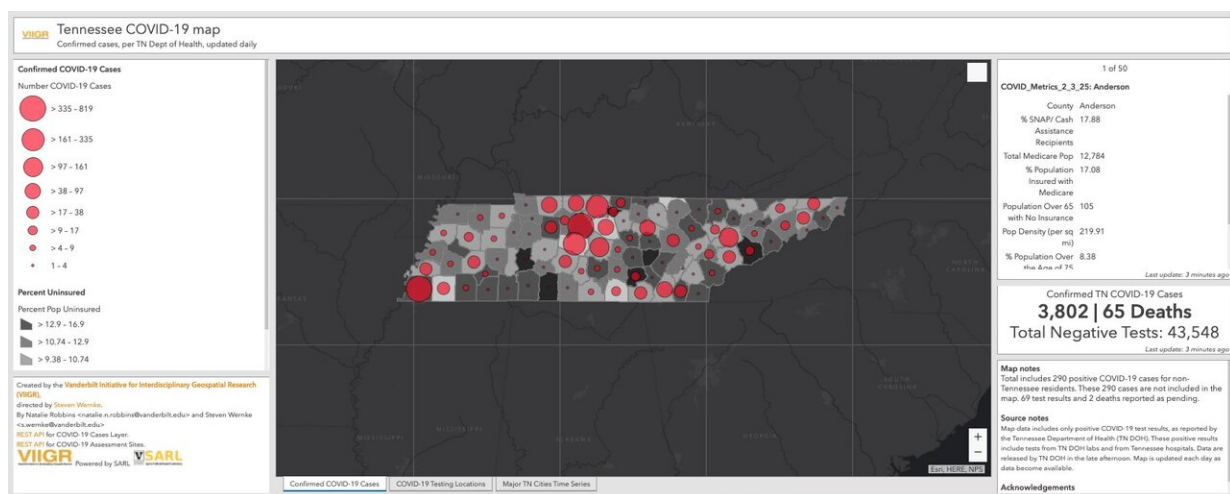 VIIGR
Tennessee COVID-19 map
Confirmed cases, per TN Dept of Health, updated daily
Confirmed COVID-19 Cases
Number COVID-19 Cases
> 335 - 819
> 161 - 335
> 97 - 161
> 38 - 97
> 17 - 38
> 9 - 17
> 4 - 9
1 - 4
Percent Uninsured
Percent Pop Uninsured
> 12.9 - 16.9
> 10.74 - 12.9
> 9.38 - 10.74
Created by the Vanderbilt Initiative for Interdisciplinary Geospatial Research
(VIIGR),
directed by Steven Wernke.
By Natalie Robbins <natalie.n.robbins@vanderbilt.edu> and Steven Wernke
<s.wernke@vanderbilt.edu>
REST API for COVID-19 Cases Layer.
REST API for COVID-19 Assessment Sites.
VIIGR Powered by SARL VSARL
MISSOURI
KENTUCKY
NORTH
CAROLINA
SOUTH
CAROLINA
MISSISSIPPI
ALABAMA
GEORGIA
+
−
Esri, HERE, NPS
Confirmed COVID-19 Cases
COVID-19 Testing Locations
Major TN Cities Time Series
1 of 50
COVID_Metrics_2_3_25: Anderson
County Anderson
% SNAP/ Cash 17.88
Assistance
Recipients
Total Medicare Pop 12,784
% Population 17.08
Insured with
Medicare
Population Over 65 105
with No Insurance
Pop Density (per sq 219.91
mi)
% Population Over 8.38
the Age of 75
Last update: 3 minutes ago
Confirmed TN COVID-19 Cases
3,802 | 65 Deaths
Total Negative Tests: 43,548
Last update: 3 minutes ago
Map notes
Total includes 290 positive COVID-19 cases for non-
Tennessee residents. These 290 cases are not included in the
map. 69 test results and 2 deaths reported as pending.
Source notes
Map data includes only positive COVID-19 test results, as reported by
the Tennessee Department of Health (TN DOH). These positive results
include tests from TN DOH labs and from Tennessee hospitals. Data are
released by TN DOH in the late afternoon. Map is updated each day as
data become available.
Acknowledgements